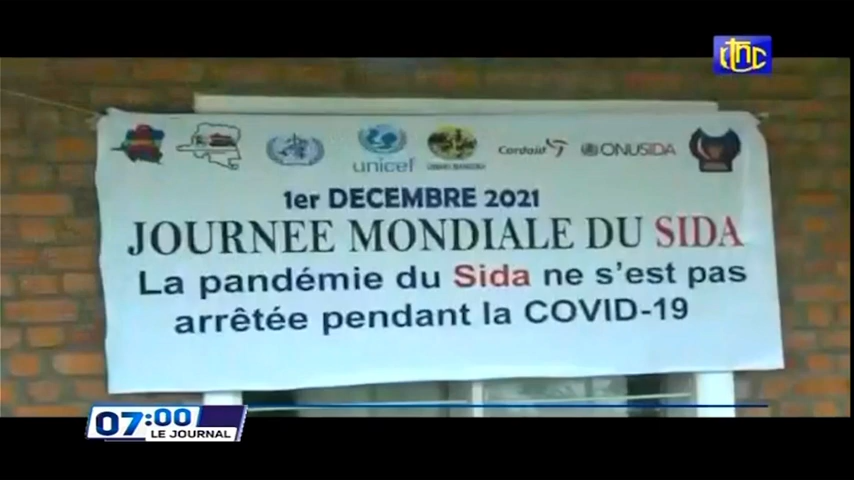 rtnc
unicef
Cordaid
ONUSIDA
1er DECEMBRE 2021
JOURNEE MONDIALE DU SIDA
La pandémie du Sida ne s'est pas
arrêtée pendant la COVID-19
07:00
LE JOURNAL